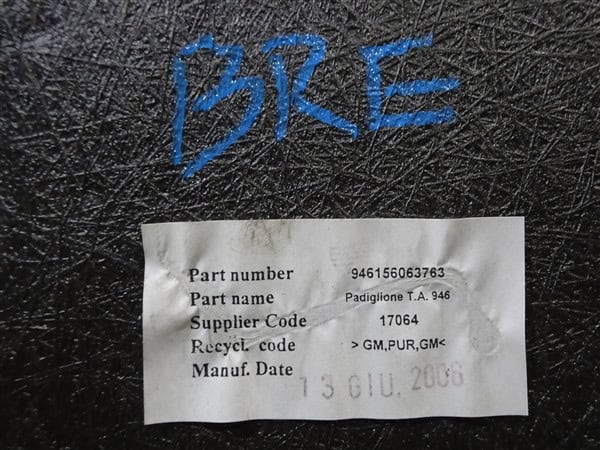 BRE
Part number 946156063763
Part name Padiglione T.A. 946
Supplier Code 17064
Recycl. code > GM,PUR,GM<
Manuf. Date 13 GIU. 2006